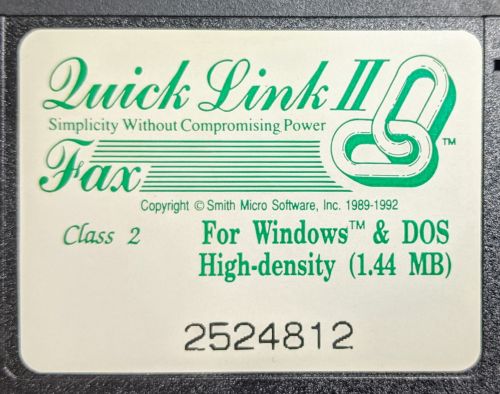 Quick Link II
Simplicity Without Compromising Power
™
Fax
Copyright © Smith Micro Software, Inc. 1989-1992
Class 2
For Windows™ & DOS
High-density (1.44 MB)
2524812